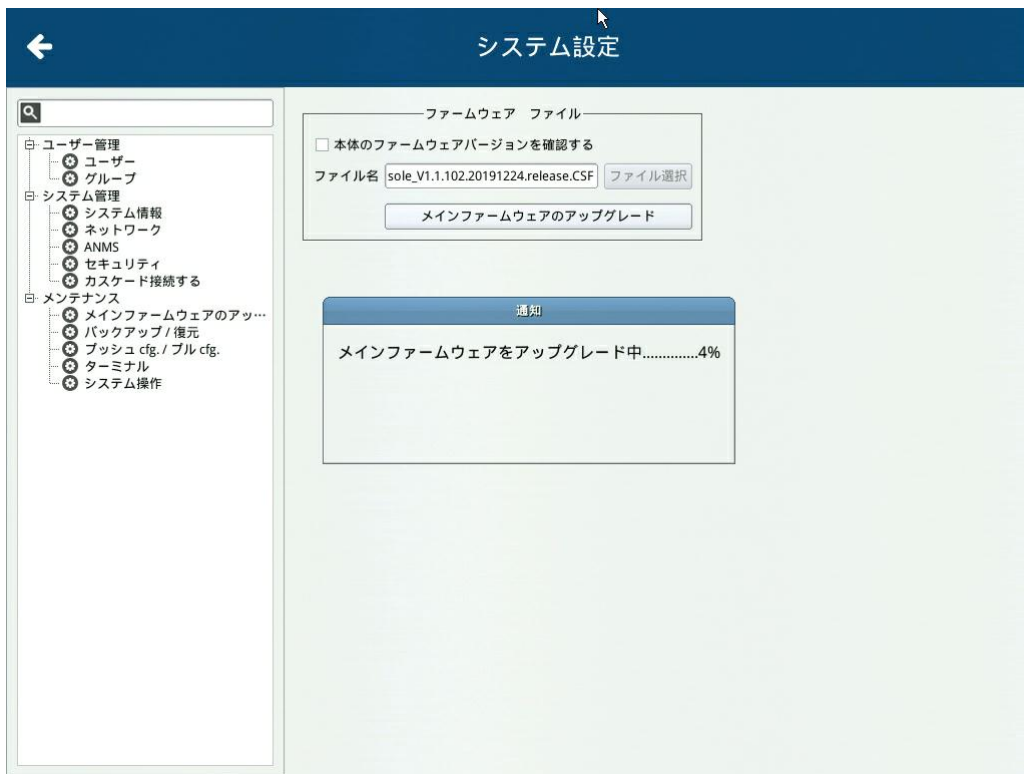 システム設定
ユーザー管理
ユーザー
グループ
システム管理
システム情報
ネットワーク
ANMS
セキュリティ
カスケード接続する
メンテナンス
メインファームウェアのアッ…
バックアップ / 復元
プッシュ cfg. / プル cfg.
ターミナル
システム操作
ファームウェア　ファイル
本体のファームウェアバージョンを確認する
ファイル名 sole_V1.1.102.20191224.release.CSF ファイル選択
メインファームウェアのアップグレード
通知
メインファームウェアをアップグレード中..............4%